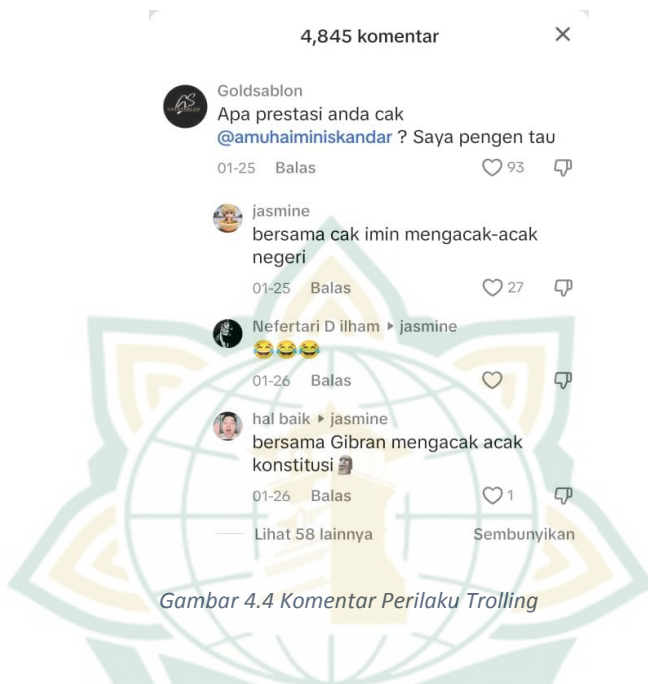 4,845 komentar
Goldsablon
Apa prestasi anda cak
@amuhaiminiskandar ? Saya pengen tau
01-25 Balas 93
jasmine
bersama cak imin mengacak-acak
negeri
01-25 Balas 27
Nefertari D ilham ▸ jasmine
😂😂😂
01-26 Balas
hal baik ▸ jasmine
bersama Gibran mengacak acak
konstitusi🗿
01-26 Balas 1
Lihat 58 lainnya Sembunyikan
Gambar 4.4 Komentar Perilaku Trolling